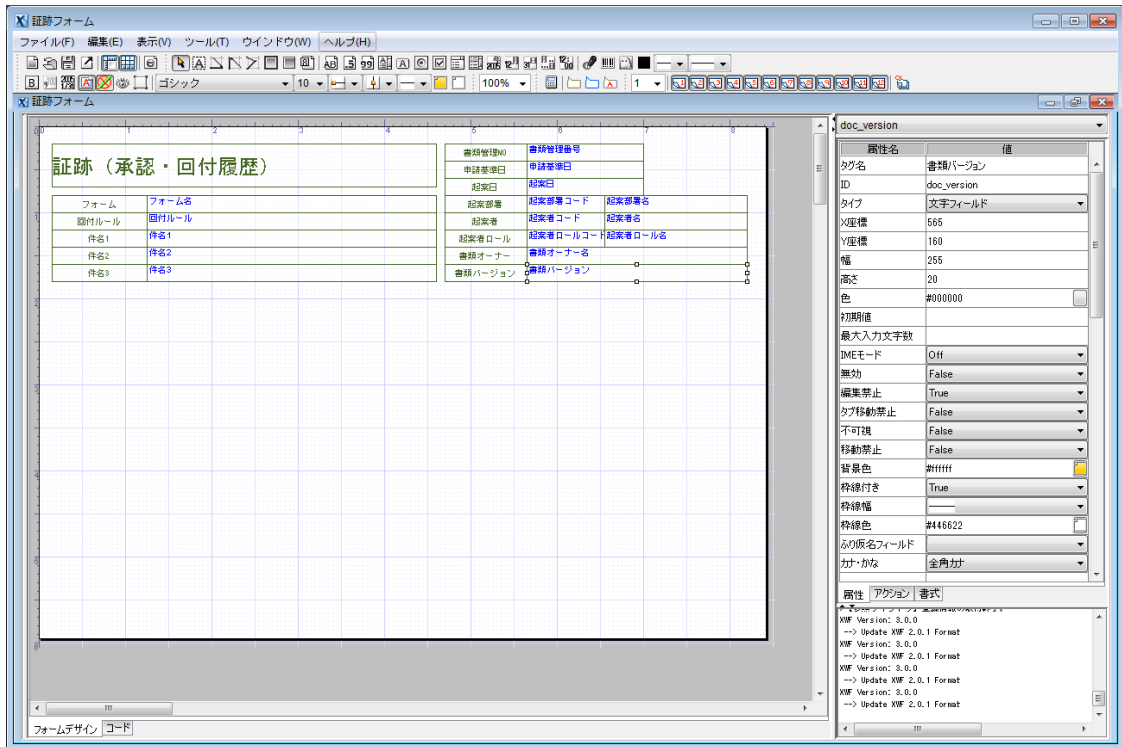 証跡フォーム
ファイル(F) 編集(E) 表示(V) ツール(T) ウインドウ(W) ヘルプ(H)
ゴシック 10 100% 1
証跡フォーム
0 1 2 3 4 5 6 7 8
証跡（承認・回付履歴）
書類管理NO 書類管理番号
申請基準日 申請基準日
起案日 起案日
フォーム フォーム名 起案部署 起案部署コード 起案部署名
回付ルール 回付ルール 起案者 起案者コード 起案者名
件名1 件名1 起案者ロール 起案者ロールコード 起案者ロール名
件名2 件名2 書類オーナー 書類オーナー名
件名3 件名3 書類バージョン 書類バージョン
1
2
3
4
5
6
フォームデザイン コード
doc_version
属性名 値
タグ名 書類バージョン
ID doc_version
タイプ 文字フィールド
X座標 565
Y座標 160
幅 255
高さ 20
色 #000000
初期値
最大入力文字数
IMEモード Off
無効 False
編集禁止 True
タブ移動禁止 False
不可視 False
移動禁止 False
背景色 #ffffff
枠線付き True
枠線幅
枠線色 #446622
ふり仮名フィールド
カナ・かな 全角カナ
属性 アクション 書式
XWF Version: 3.0.0
--> Update XWF 2.0.1 Format
XWF Version: 3.0.0
--> Update XWF 2.0.1 Format
XWF Version: 3.0.0
--> Update XWF 2.0.1 Format
XWF Version: 3.0.0
--> Update XWF 2.0.1 Format